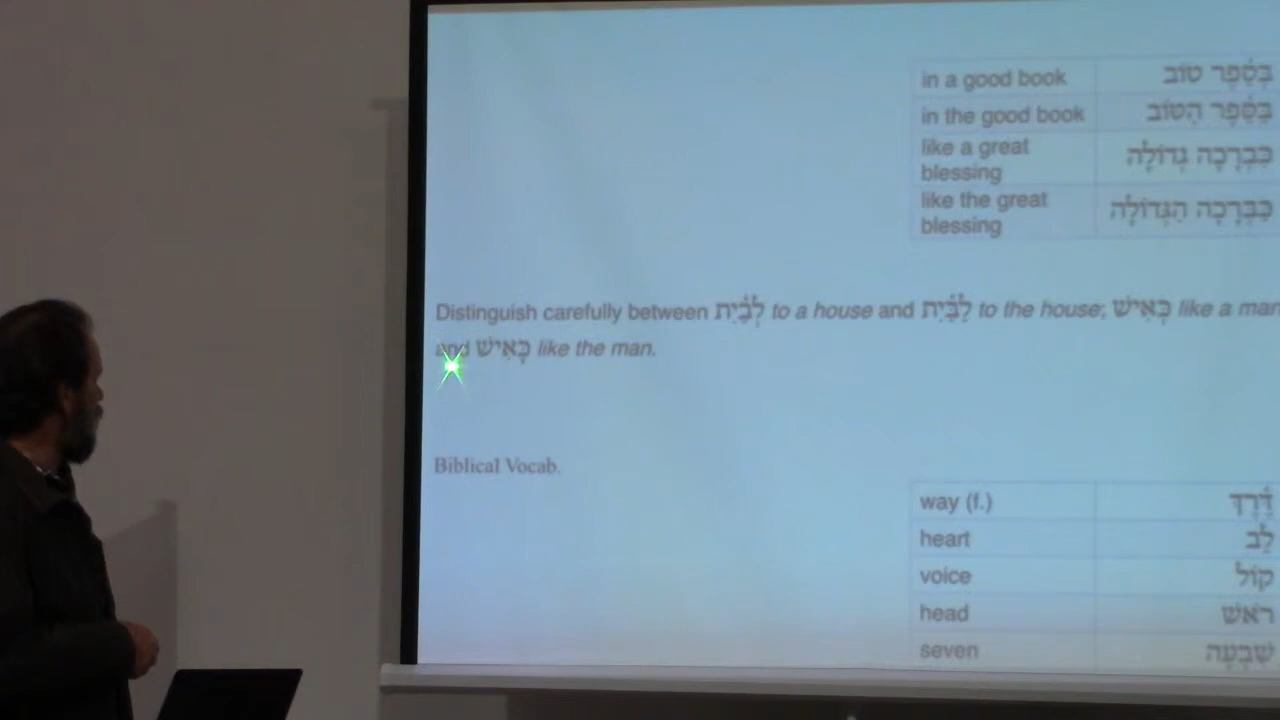 in a good book בְּסֵפֶר טוֹב
in the good book בַּסֵּפֶר הַטּוֹב
like a great
blessing כִּבְרָכָה גְדוֹלָה
like the great
blessing כַּבְּרָכָה הַגְּדוֹלָה
Distinguish carefully between לְבַיִת to a house and לַבַּיִת to the house; כְּאִישׁ like a man
and כָּאִישׁ like the man.
Biblical Vocab.
way (f.) דֶּרֶךְ
heart לֵב
voice קוֹל
head רֹאשׁ
seven שִׁבְעָה